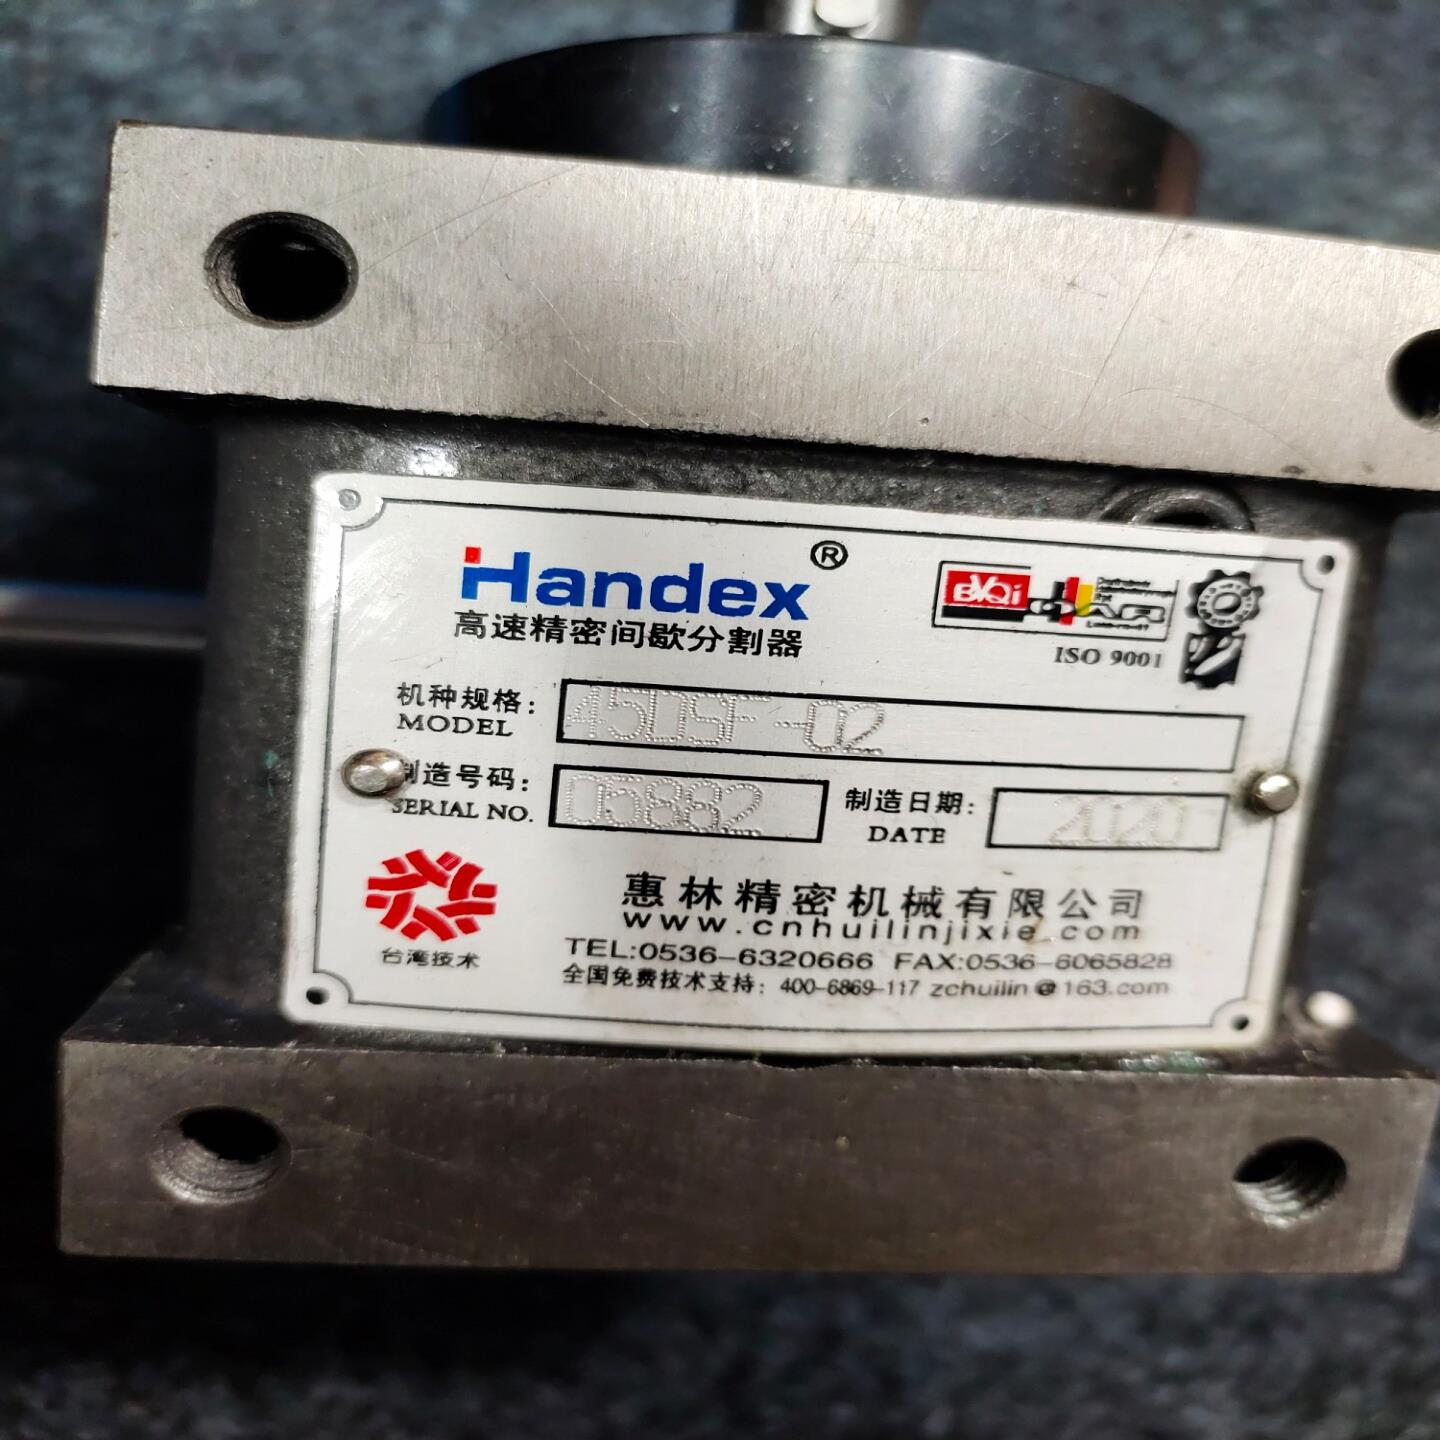 Handex®
高速精密间歇分割器
BVQi
ISO 9001
机种规格: 45DSF-02
MODEL
制造号码: 05882 制造日期: 2020
SERIAL NO. DATE
惠林精密机械有限公司
www.cnhuilinjixie.com
台湾技术
TEL:0536-6320666 FAX:0536-6065828
全国免费技术支持: 400-6869-117 zchuilin@163.com